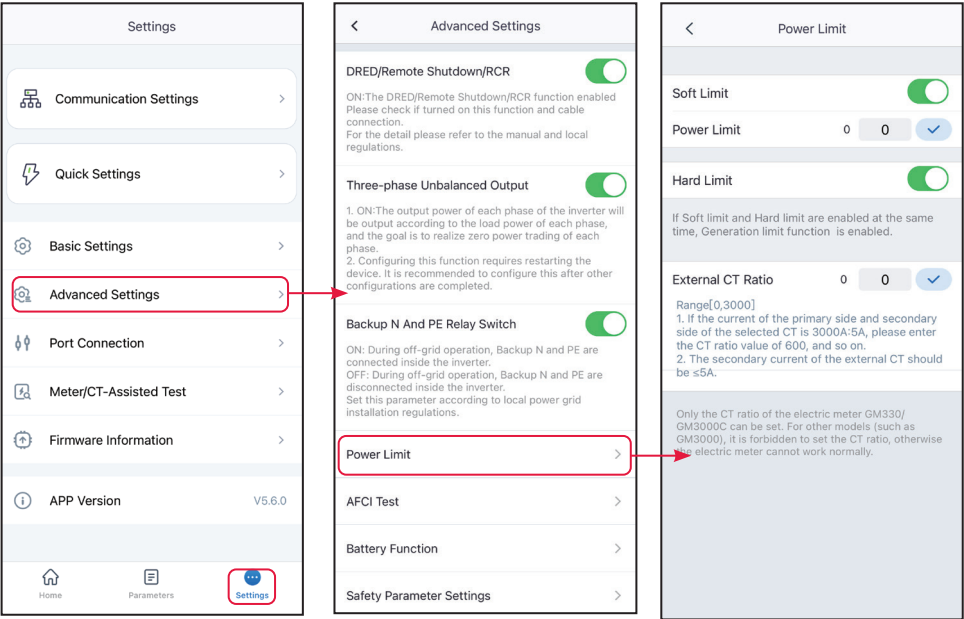 Settings
Communication Settings
Quick Settings
Basic Settings
Advanced Settings
Port Connection
Meter/CT-Assisted Test
Firmware Information
APP Version V5.6.0
Home Parameters Settings
Advanced Settings
DRED/Remote Shutdown/RCR
ON:The DRED/Remote Shutdown/RCR function enabled
Please check if turned on this function and cable
connection.
For the detail please refer to the manual and local
regulations.
Three-phase Unbalanced Output
1. ON:The output power of each phase of the inverter will
be output according to the load power of each phase,
and the goal is to realize zero power trading of each
phase.
2. Configuring this function requires restarting the
device. It is recommended to configure this after other
configurations are completed.
Backup N And PE Relay Switch
ON: During off-grid operation, Backup N and PE are
connected inside the inverter.
OFF: During off-grid operation, Backup N and PE are
disconnected inside the inverter.
Set this parameter according to local power grid
installation regulations.
Power Limit
AFCI Test
Battery Function
Safety Parameter Settings
Power Limit
Soft Limit
Power Limit 0 0
Hard Limit
If Soft limit and Hard limit are enabled at the same
time, Generation limit function is enabled.
External CT Ratio 0 0
Range[0,3000]
1. If the current of the primary side and secondary
side of the selected CT is 3000A:5A, please enter
the CT ratio value of 600, and so on.
2. The secondary current of the external CT should
be ≤5A.
Only the CT ratio of the electric meter GM330/
GM3000C can be set. For other models (such as
GM3000), it is forbidden to set the CT ratio, otherwise
the electric meter cannot work normally.